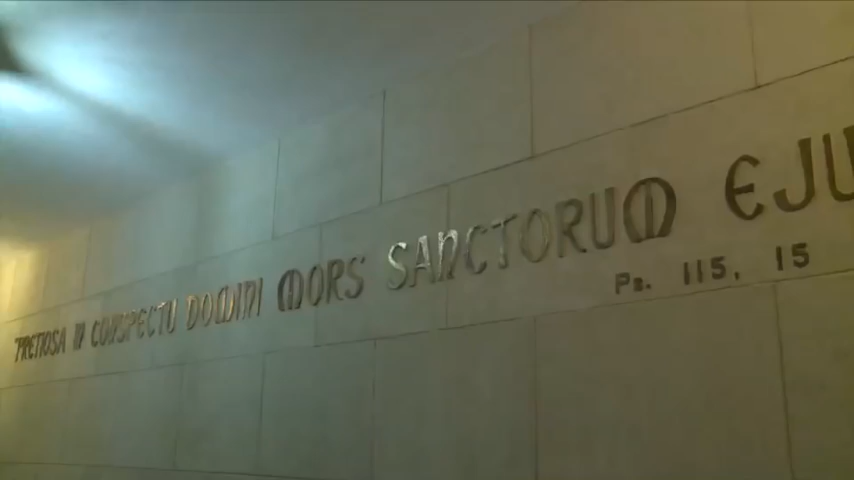 PRETIOSA IN CONSPECTU DOMINI MORS SANCTORUM EJU
Ps. 115, 15